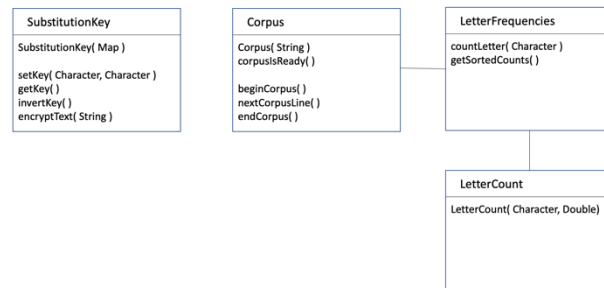 SubstitutionKey
SubstitutionKey( Map )
setKey( Character, Character )
getKey( )
invertKey( )
encryptText( String )
Corpus
Corpus( String )
corpusIsReady( )
beginCorpus( )
nextCorpusLine( )
endCorpus( )
LetterFrequencies
countLetter( Character )
getSortedCounts( )
LetterCount
LetterCount( Character, Double)